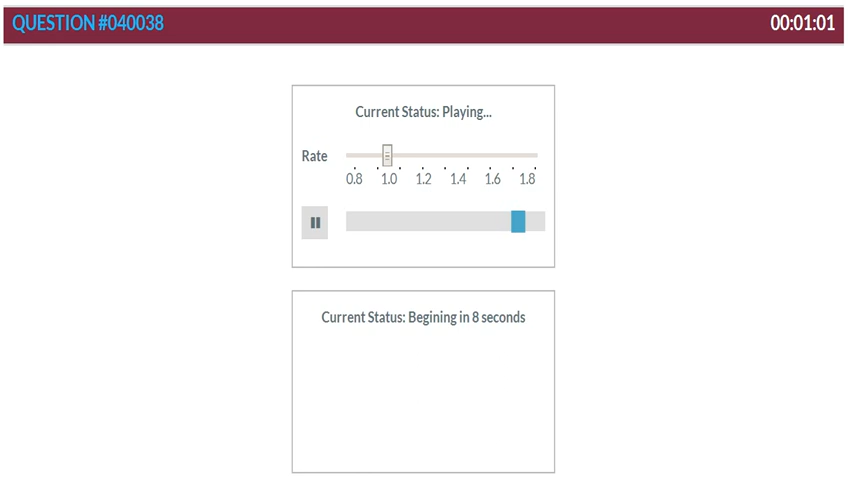 QUESTION #040038 00:01:01
Current Status: Playing...
Rate
0.8 1.0 1.2 1.4 1.6 1.8
Current Status: Begining in 8 seconds